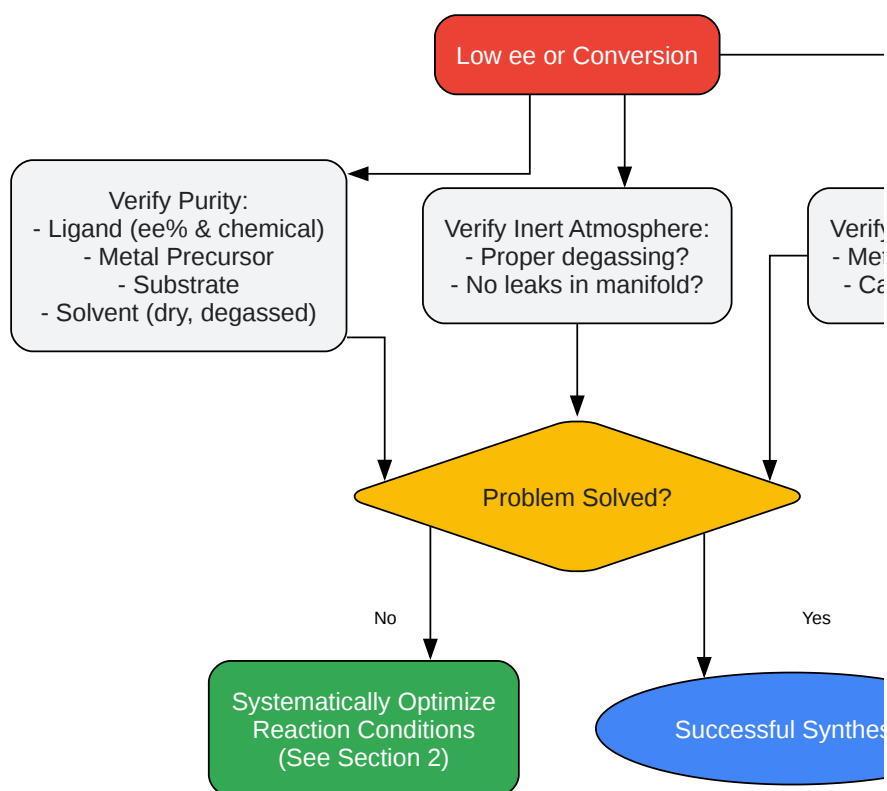 Low ee or Conversion
Verify Purity:
- Ligand (ee% & chemical)
- Metal Precursor
- Substrate
- Solvent (dry, degassed)
Verify Inert Atmosphere:
- Proper degassing?
- No leaks in manifold?
Problem Solved?
No
Yes
Systematically Optimize
Reaction Conditions
(See Section 2)
Successful